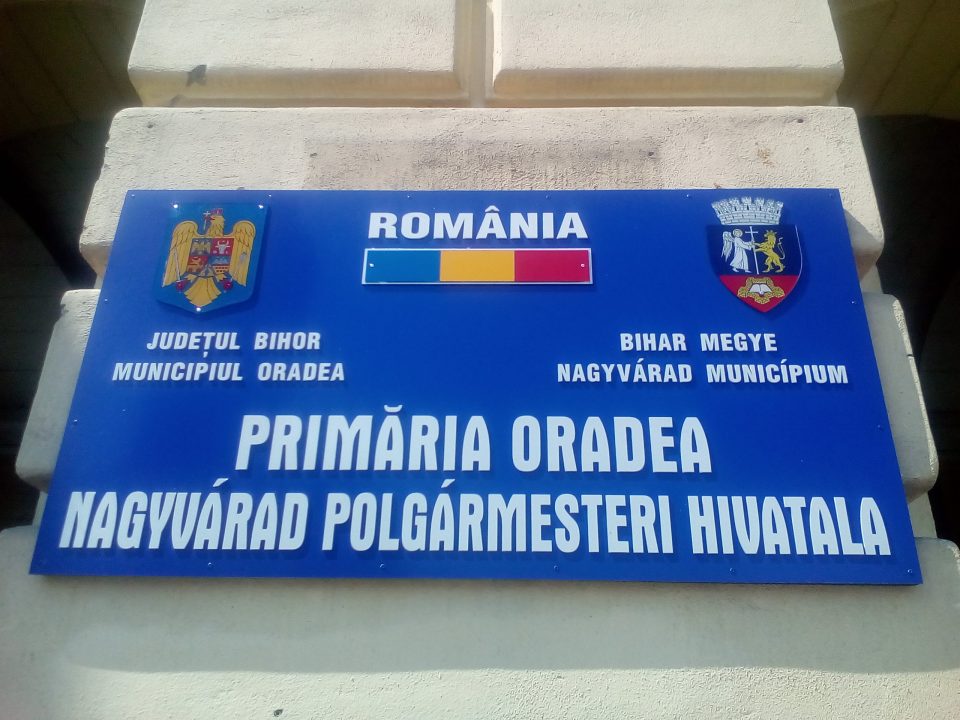 ROMÂNIA
JUDEȚUL BIHOR
MUNICIPIUL ORADEA
BIHAR MEGYE
NAGYVÁRAD MUNICÍPIUM
PRIMĂRIA ORADEA
NAGYVÁRAD POLGÁRMESTERI HIVATALA